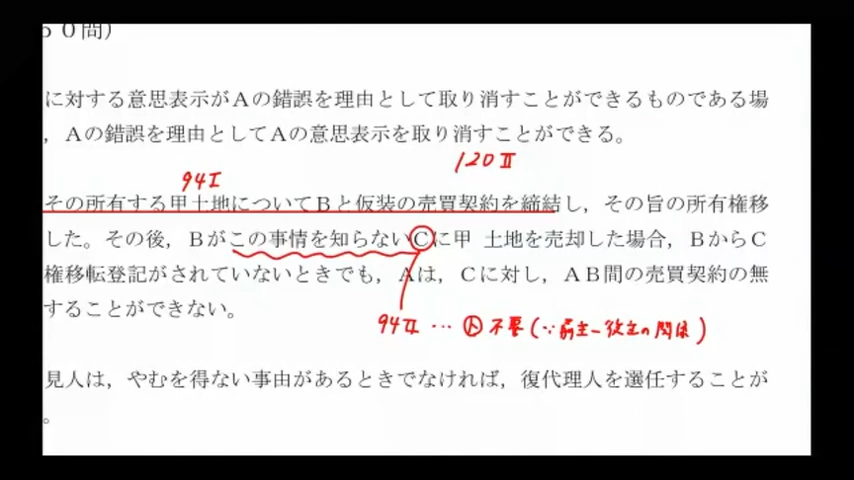 ５０問）
に対する意思表示がＡの錯誤を理由として取り消すことができるものである場
，Ａの錯誤を理由としてＡの意思表示を取り消すことができる。
120Ⅱ
94Ⅰ
その所有する甲土地についてＢと仮装の売買契約を締結し，その旨の所有権移
した。その後，Ｂがこの事情を知らないＣに甲 土地を売却した場合，ＢからＣ
権移転登記がされていないときでも，Ａは，Ｃに対し，ＡＢ間の売買契約の無
することができない。
94Ⅱ … 登 不要(∵前主ー後主の関係)
見人は，やむを得ない事由があるときでなければ，復代理人を選任することが
。